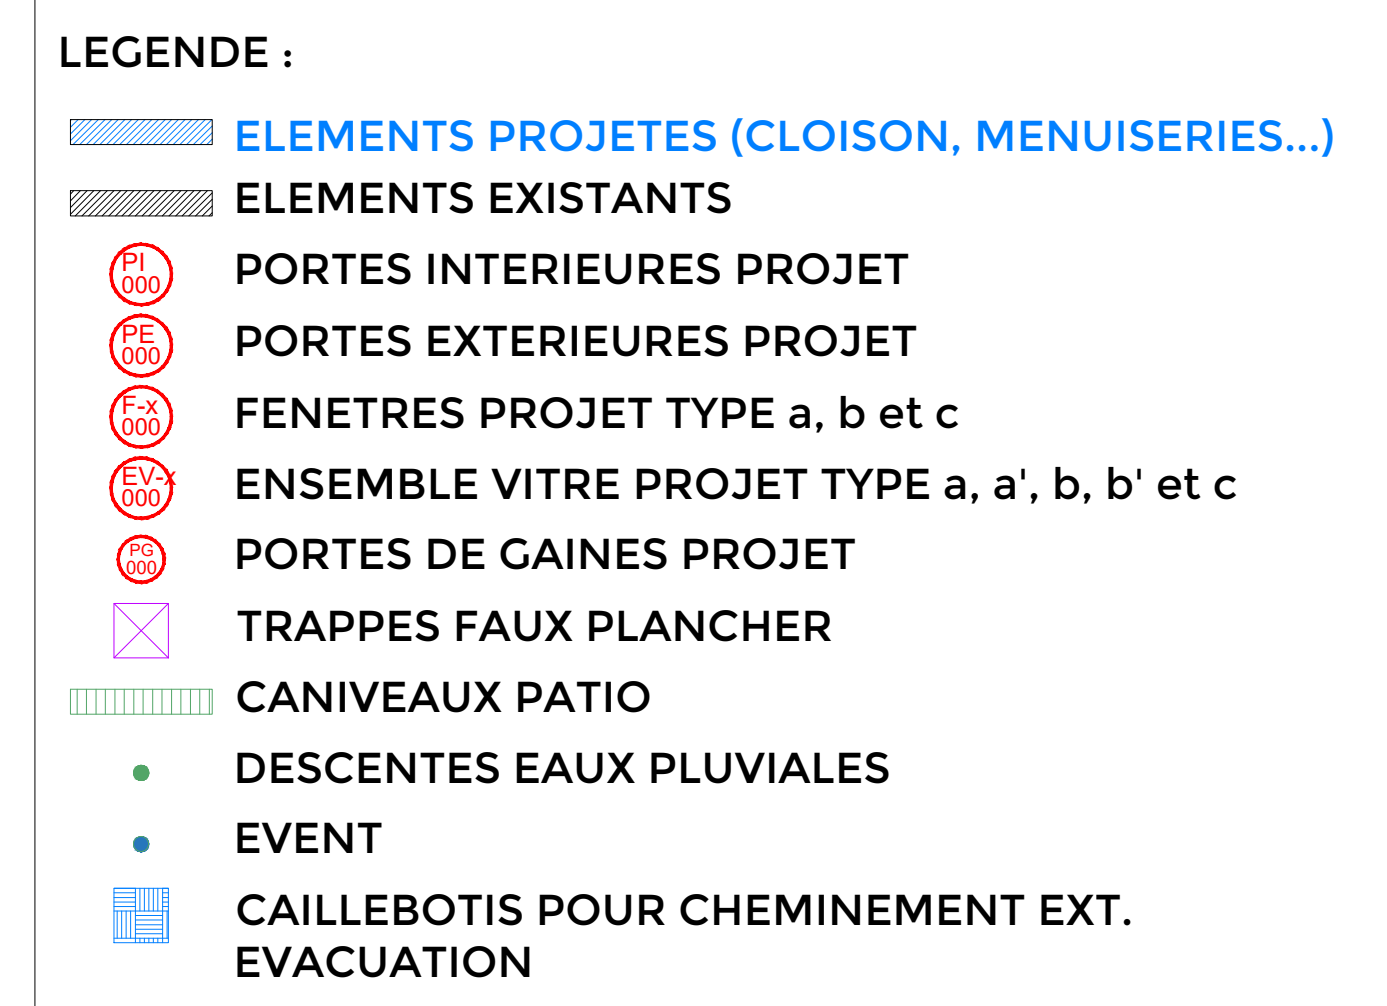 LEGENDE :
ELEMENTS PROJETES (CLOISON, MENUISERIES...)
ELEMENTS EXISTANTS
PI
000
PORTES INTERIEURES PROJET
PE
000
PORTES EXTERIEURES PROJET
F-x
000
FENETRES PROJET TYPE a, b et c
EV-x
000
ENSEMBLE VITRE PROJET TYPE a, a', b, b' et c
PG
000
PORTES DE GAINES PROJET
TRAPPES FAUX PLANCHER
CANIVEAUX PATIO
DESCENTES EAUX PLUVIALES
EVENT
CAILLEBOTIS POUR CHEMINEMENT EXT.
EVACUATION